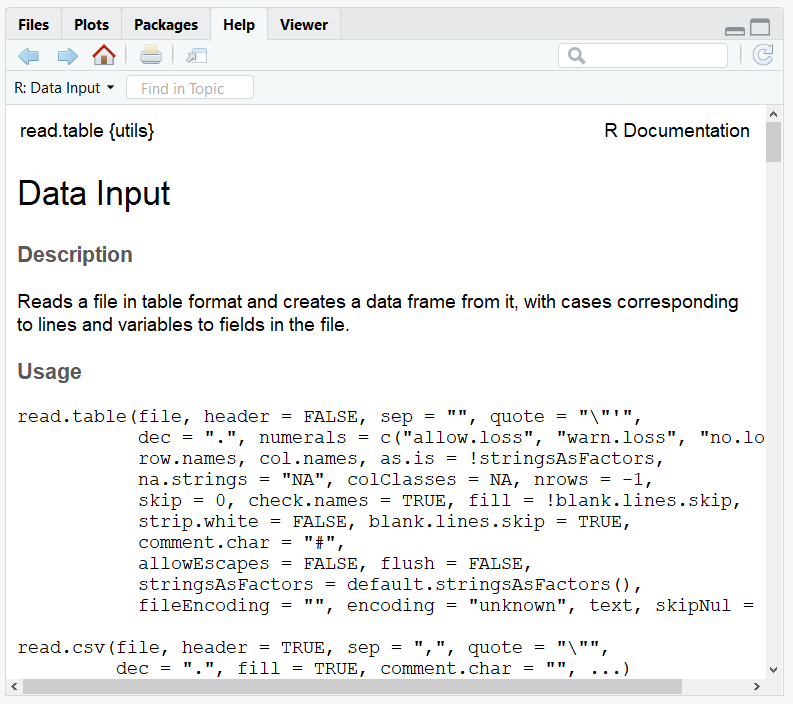 Files Plots Packages Help Viewer
R: Data Input Find in Topic
read.table {utils} R Documentation
Data Input
Description
Reads a file in table format and creates a data frame from it, with cases corresponding
to lines and variables to fields in the file.
Usage
read.table(file, header = FALSE, sep = "", quote = "\"'",
           dec = ".", numerals = c("allow.loss", "warn.loss", "no.lo
           row.names, col.names, as.is = !stringsAsFactors,
           na.strings = "NA", colClasses = NA, nrows = -1,
           skip = 0, check.names = TRUE, fill = !blank.lines.skip,
           strip.white = FALSE, blank.lines.skip = TRUE,
           comment.char = "#",
           allowEscapes = FALSE, flush = FALSE,
           stringsAsFactors = default.stringsAsFactors(),
           fileEncoding = "", encoding = "unknown", text, skipNul =
read.csv(file, header = TRUE, sep = ",", quote = "\"",
         dec = ".", fill = TRUE, comment.char = "", ...)